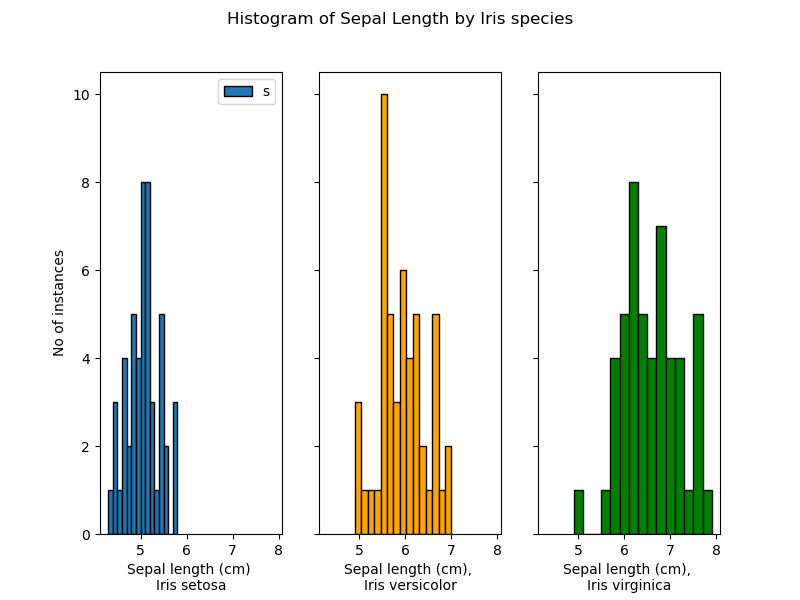 Histogram of Sepal Length by Iris species
s
No of instances
10
8
6
4
2
0
5 6 7 8
5 6 7 8
5 6 7 8
Sepal length (cm)
Iris setosa
Sepal length (cm),
Iris versicolor
Sepal length (cm),
Iris virginica